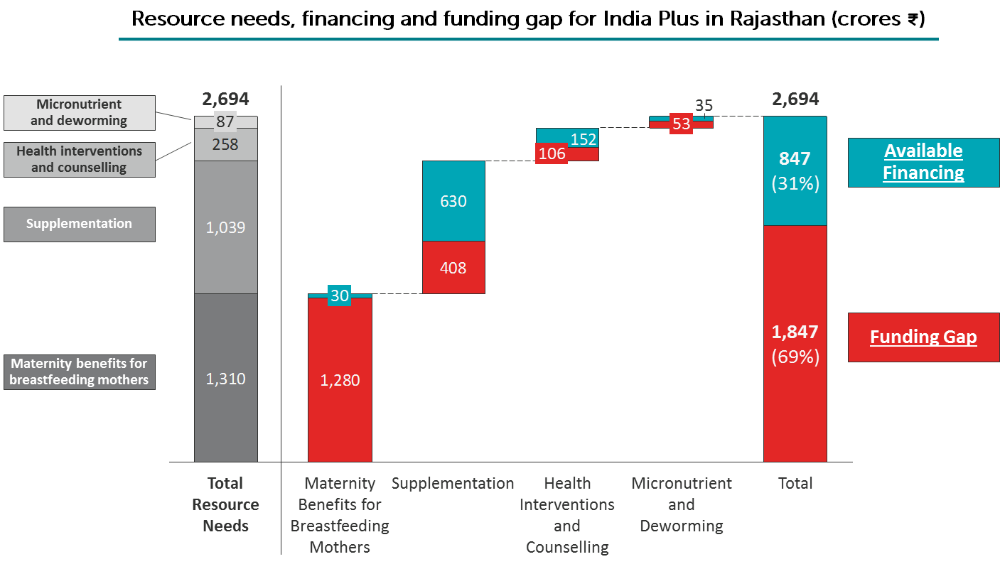 Resource needs, financing and funding gap for India Plus in Rajasthan (crores ₹)
Micronutrient
and deworming
Health interventions
and counselling
Supplementation
Maternity benefits for
breastfeeding mothers
2,694
87
258
1,039
1,310
30
1,280
630
408
152
106
35
53
2,694
847
(31%)
1,847
(69%)
Available
Financing
Funding Gap
Total
Resource
Needs
Maternity
Benefits for
Breastfeeding
Mothers
Supplementation
Health
Interventions
and
Counselling
Micronutrient
and
Deworming
Total